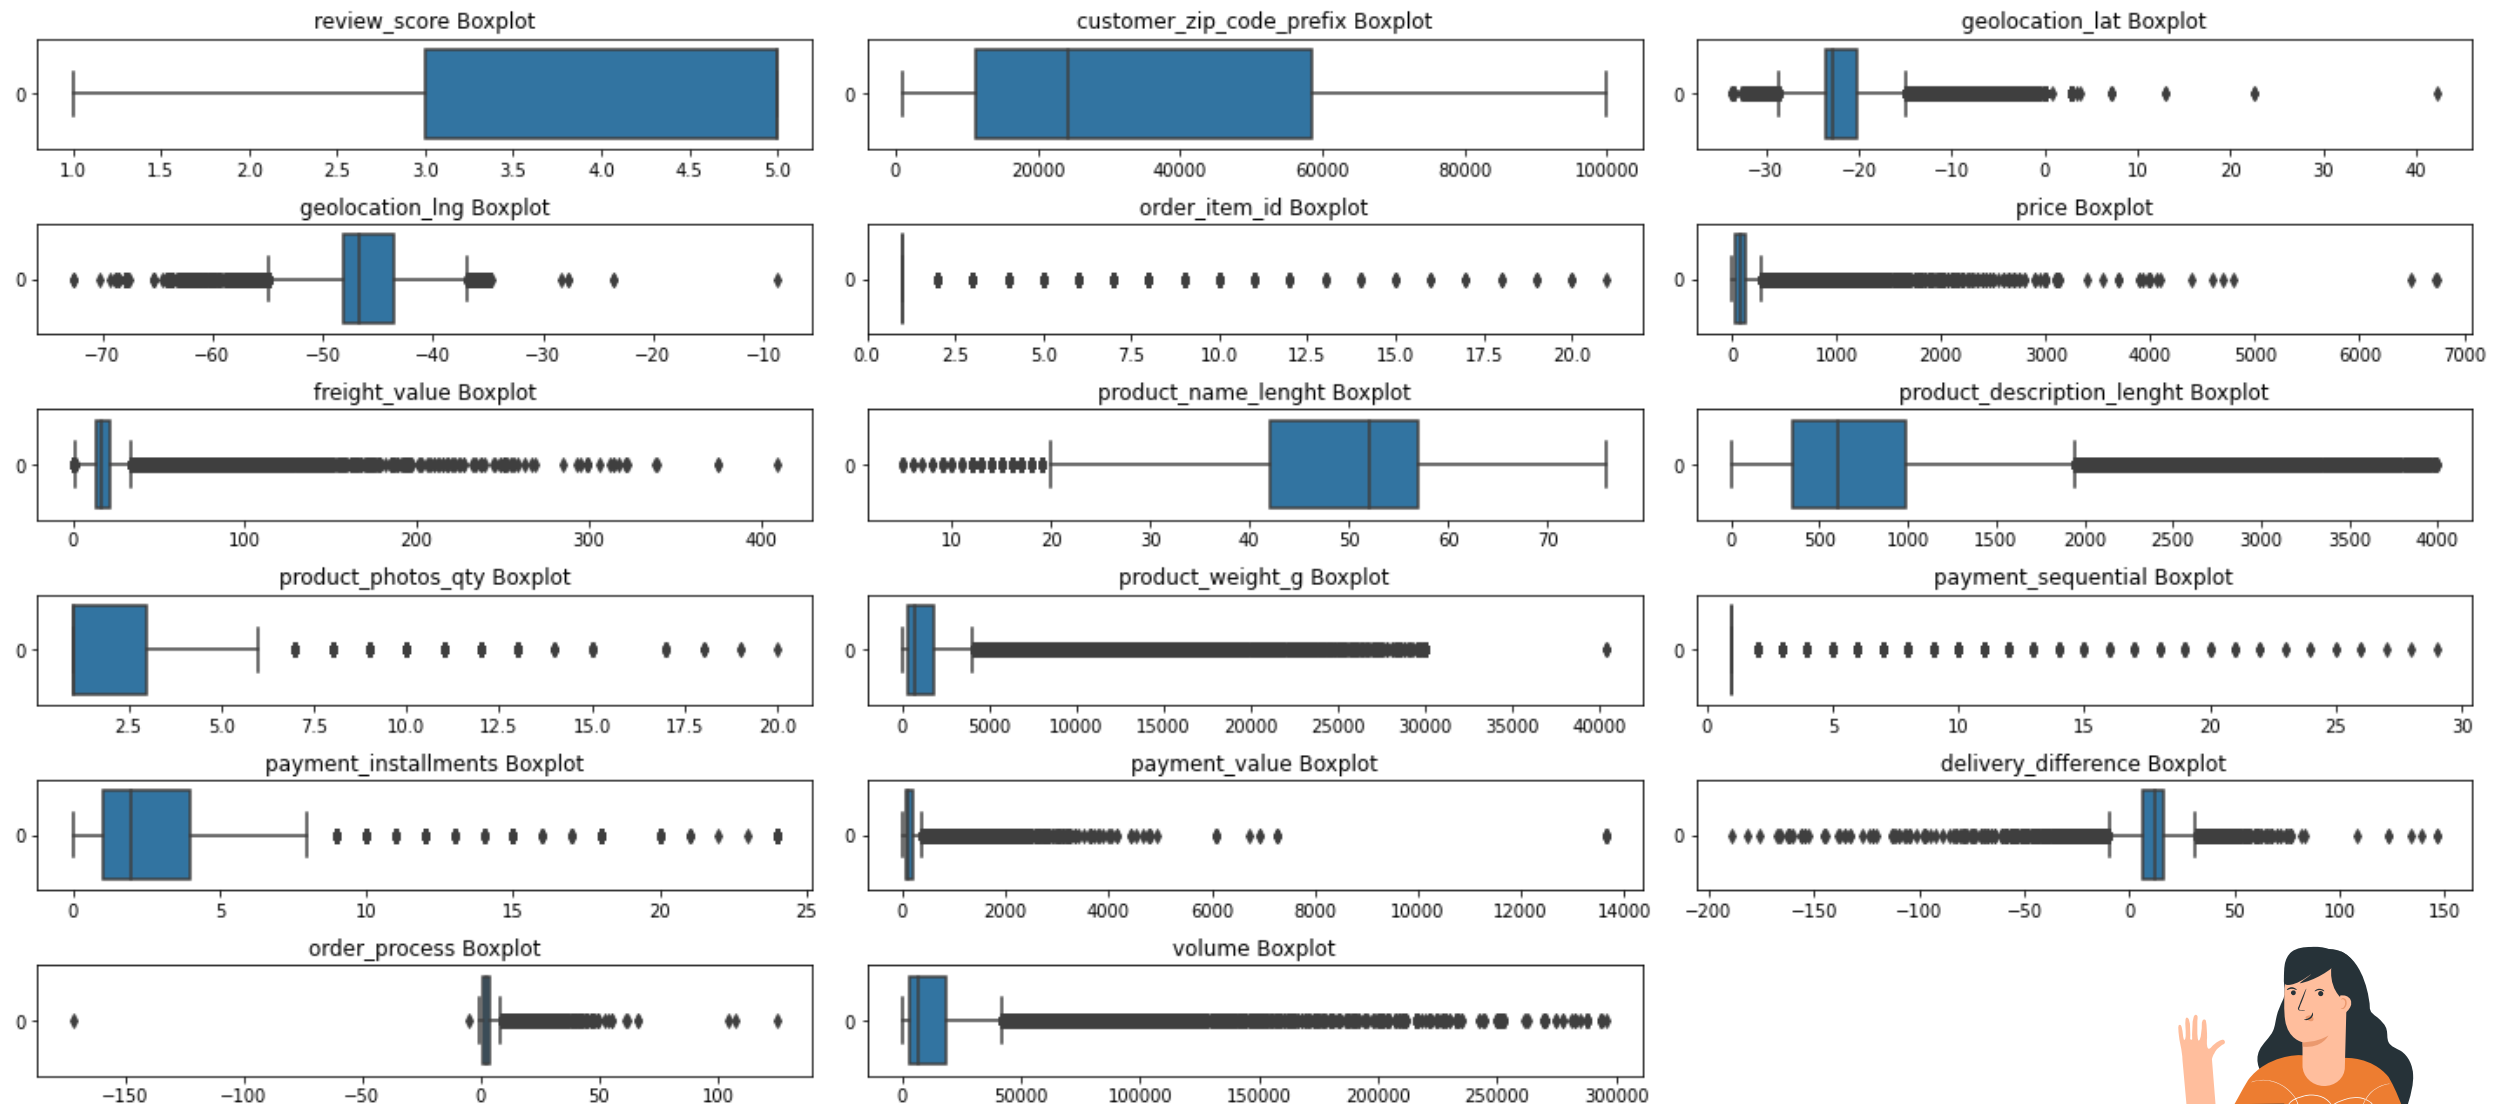 review_score Boxplot
customer_zip_code_prefix Boxplot
geolocation_lat Boxplot
0
0
0
1.0 1.5 2.0 2.5 3.0 3.5 4.0 4.5 5.0
0 20000 40000 60000 80000 100000
−30 −20 −10 0 10 20 30 40
geolocation_lng Boxplot
order_item_id Boxplot
price Boxplot
0
0
0
−70 −60 −50 −40 −30 −20 −10
0.0 2.5 5.0 7.5 10.0 12.5 15.0 17.5 20.0
0 1000 2000 3000 4000 5000 6000 7000
freight_value Boxplot
product_name_lenght Boxplot
product_description_lenght Boxplot
0
0
0
0 100 200 300 400
10 20 30 40 50 60 70
0 500 1000 1500 2000 2500 3000 3500 4000
product_photos_qty Boxplot
product_weight_g Boxplot
payment_sequential Boxplot
0
0
0
2.5 5.0 7.5 10.0 12.5 15.0 17.5 20.0
0 5000 10000 15000 20000 25000 30000 35000 40000
0 5 10 15 20 25 30
payment_installments Boxplot
payment_value Boxplot
delivery_difference Boxplot
0
0
0
0 5 10 15 20 25
0 2000 4000 6000 8000 10000 12000 14000
−200 −150 −100 −50 0 50 100 150
order_process Boxplot
volume Boxplot
0
0
−150 −100 −50 0 50 100
0 50000 100000 150000 200000 250000 300000